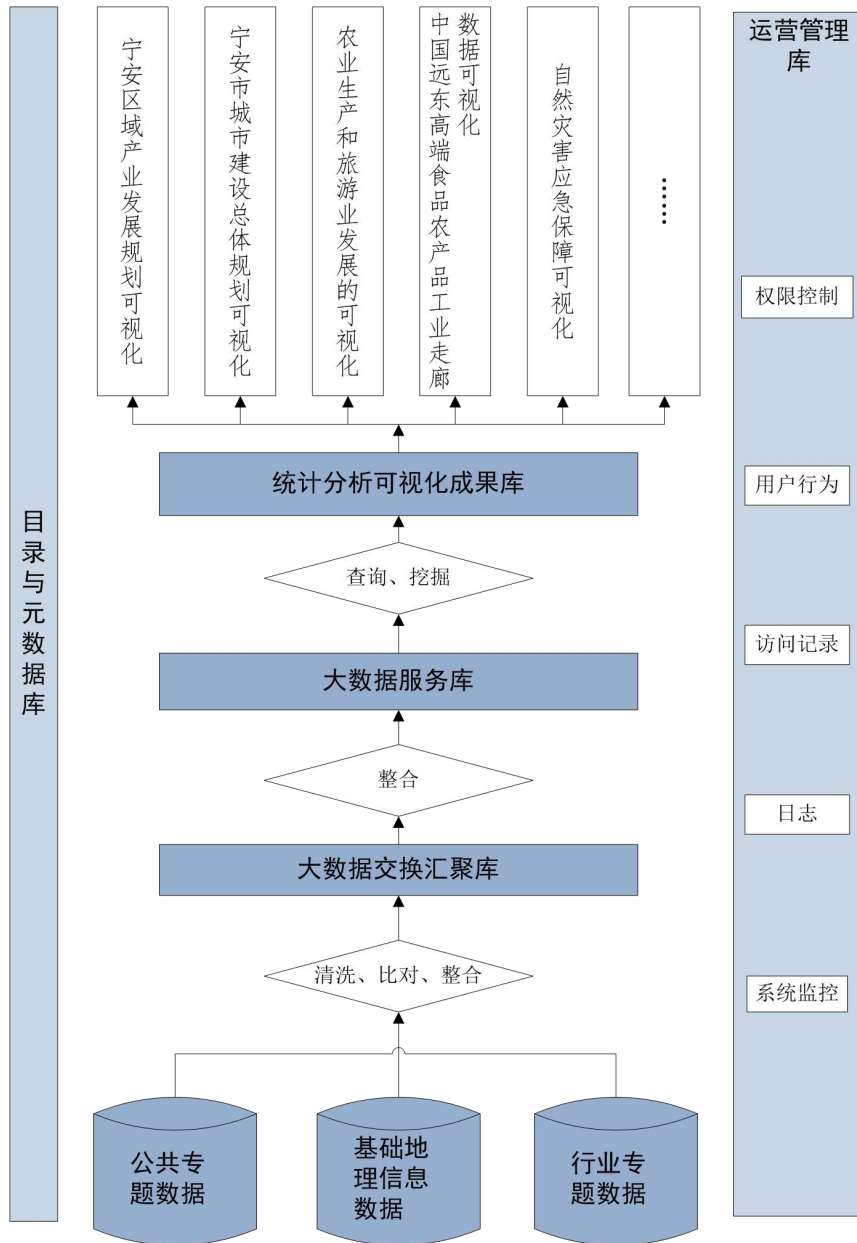 目录与元数据库
宁安区域产业发展规划可视化
宁安市城市建设总体规划可视化
农业生产和旅游业发展的可视化
中国远东高端食品农产品工业走廊
数据可视化
自然灾害应急保障可视化
……
统计分析可视化成果库
查询、挖掘
大数据服务库
整合
大数据交换汇聚库
清洗、比对、整合
公共专
题数据
基础地
理信息
数据
行业专
题数据
运营管理
库
权限控制
用户行为
访问记录
日志
系统监控